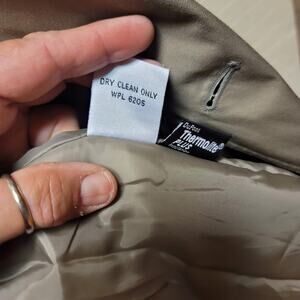 DRY CLEAN ONLY
WPL 6205
DuPont
Thermolite®
PLUS